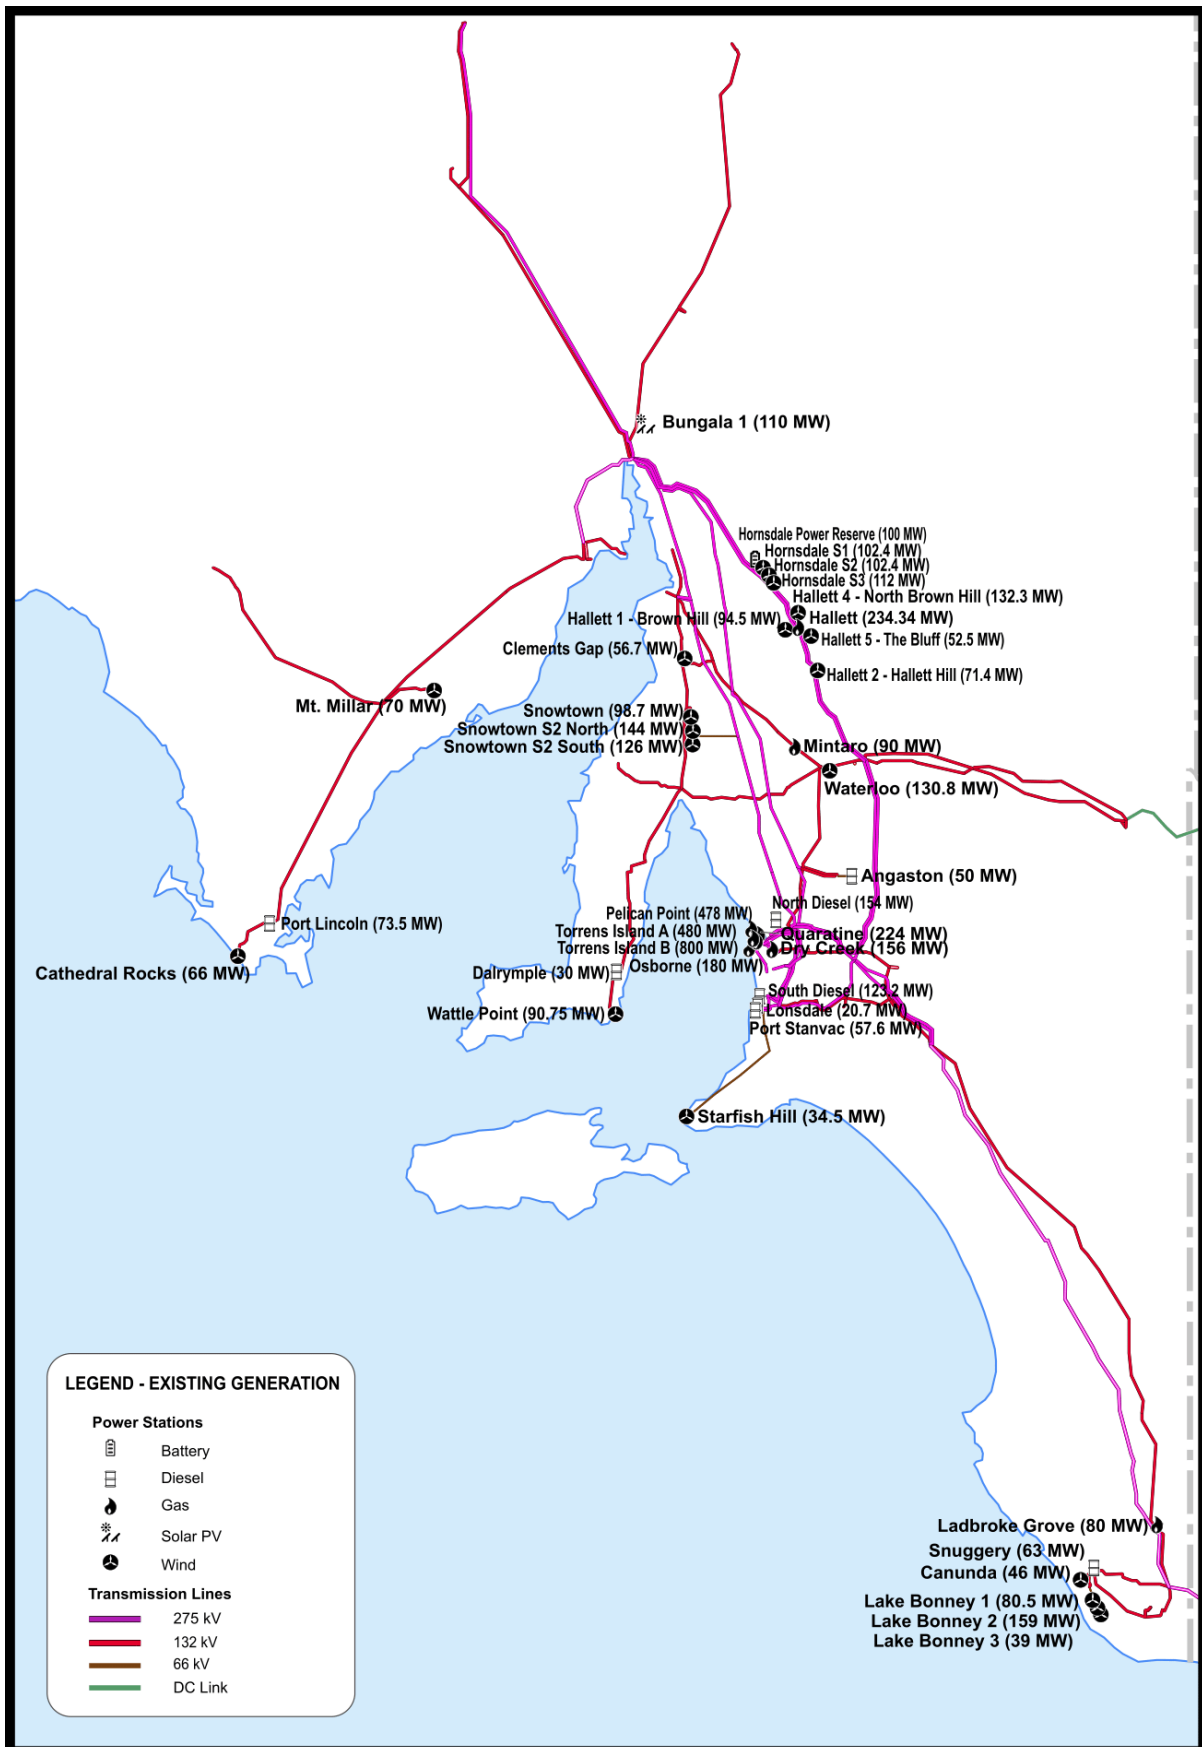 Bungala 1 (110 MW)
Hornsdale Power Reserve (100 MW)
Hornsdale S1 (102.4 MW)
Hornsdale S2 (102.4 MW)
Hornsdale S3 (112 MW)
Hallett 4 - North Brown Hill (132.3 MW)
Hallett 1 - Brown Hill (94.5 MW)
Hallett (234.34 MW)
Hallett 5 - The Bluff (52.5 MW)
Clements Gap (56.7 MW)
Hallett 2 - Hallett Hill (71.4 MW)
Mt. Millar (70 MW)
Snowtown (98.7 MW)
Snowtown S2 North (144 MW)
Snowtown S2 South (126 MW)
Mintaro (90 MW)
Waterloo (130.8 MW)
Angaston (50 MW)
North Diesel (154 MW)
Pelican Point (478 MW)
Port Lincoln (73.5 MW)
Torrens Island A (480 MW)
Quaratine (224 MW)
Torrens Island B (800 MW)
Dry Creek (156 MW)
Osborne (180 MW)
Cathedral Rocks (66 MW)
Dalrymple (30 MW)
South Diesel (123.2 MW)
Wattle Point (90.75 MW)
Lonsdale (20.7 MW)
Port Stanvac (57.6 MW)
Starfish Hill (34.5 MW)
LEGEND - EXISTING GENERATION
Power Stations
Battery
Diesel
Gas
Solar PV
Wind
Transmission Lines
275 kV
132 kV
66 kV
DC Link
Ladbroke Grove (80 MW)
Snuggery (63 MW)
Canunda (46 MW)
Lake Bonney 1 (80.5 MW)
Lake Bonney 2 (159 MW)
Lake Bonney 3 (39 MW)